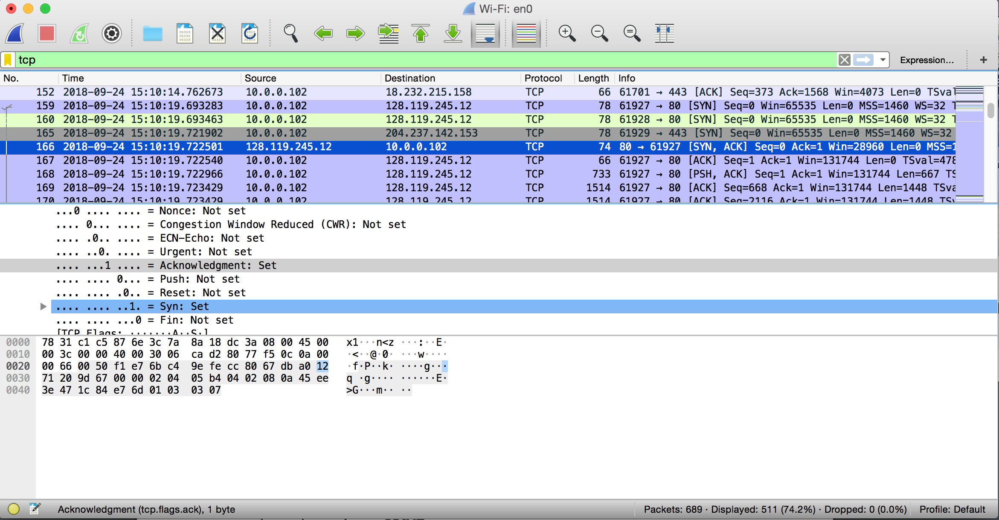 Wi-Fi: en0
tcp
Expression...
+
No. Time Source Destination Protocol Length Info
152 2018-09-24 15:10:14.762673 10.0.0.102 18.232.215.158 TCP 66 61701 → 443 [ACK] Seq=373 Ack=1568 Win=4073 Len=0 TSval
159 2018-09-24 15:10:19.693283 10.0.0.102 128.119.245.12 TCP 78 61927 → 80 [SYN] Seq=0 Win=65535 Len=0 MSS=1460 WS=32 T
160 2018-09-24 15:10:19.693463 10.0.0.102 128.119.245.12 TCP 78 61928 → 80 [SYN] Seq=0 Win=65535 Len=0 MSS=1460 WS=32 T
165 2018-09-24 15:10:19.721902 10.0.0.102 204.237.142.153 TCP 78 61929 → 443 [SYN] Seq=0 Win=65535 Len=0 MSS=1460 WS=32
166 2018-09-24 15:10:19.722501 128.119.245.12 10.0.0.102 TCP 74 80 → 61927 [SYN, ACK] Seq=0 Ack=1 Win=28960 Len=0 MSS=1
167 2018-09-24 15:10:19.722540 10.0.0.102 128.119.245.12 TCP 66 61927 → 80 [ACK] Seq=1 Ack=1 Win=131744 Len=0 TSval=478
168 2018-09-24 15:10:19.722966 10.0.0.102 128.119.245.12 TCP 733 61927 → 80 [PSH, ACK] Seq=1 Ack=1 Win=131744 Len=667 TS
169 2018-09-24 15:10:19.723429 10.0.0.102 128.119.245.12 TCP 1514 61927 → 80 [ACK] Seq=668 Ack=1 Win=131744 Len=1448 TSva
170 2018-09-24 15:10:19.723429 10.0.0.102 128.119.245.12 TCP 1514 61927 → 80 [ACK] Seq=2116 Ack=1 Win=131744 Len=1448 TSv
...0 .... .... = Nonce: Not set
.... 0... .... = Congestion Window Reduced (CWR): Not set
.... .0.. .... = ECN-Echo: Not set
.... ..0. .... = Urgent: Not set
.... ...1 .... = Acknowledgment: Set
.... .... 0... = Push: Not set
.... .... .0.. = Reset: Not set
.... .... ..1. = Syn: Set
.... .... ...0 = Fin: Not set
[TCP Flags: ·······A··S·]
0000 78 31 c1 c5 87 6e 3c 7a 8a 18 dc 3a 08 00 45 00 x1···n<z ···:··E·
0010 00 3c 00 00 40 00 30 06 ca d2 80 77 f5 0c 0a 00 ·<··@·0· ···w····
0020 00 66 00 50 f1 e7 6b c4 9e fe cc 80 67 db a0 12 ·f·P··k· ····g···
0030 71 20 9d 67 00 00 02 04 05 b4 04 02 08 0a 45 ee q ·g···· ······E·
0040 3e 47 1c 84 e7 6d 01 03 03 07 >G···m·· ··
Acknowledgment (tcp.flags.ack), 1 byte
Packets: 689 · Displayed: 511 (74.2%) · Dropped: 0 (0.0%)
Profile: Default